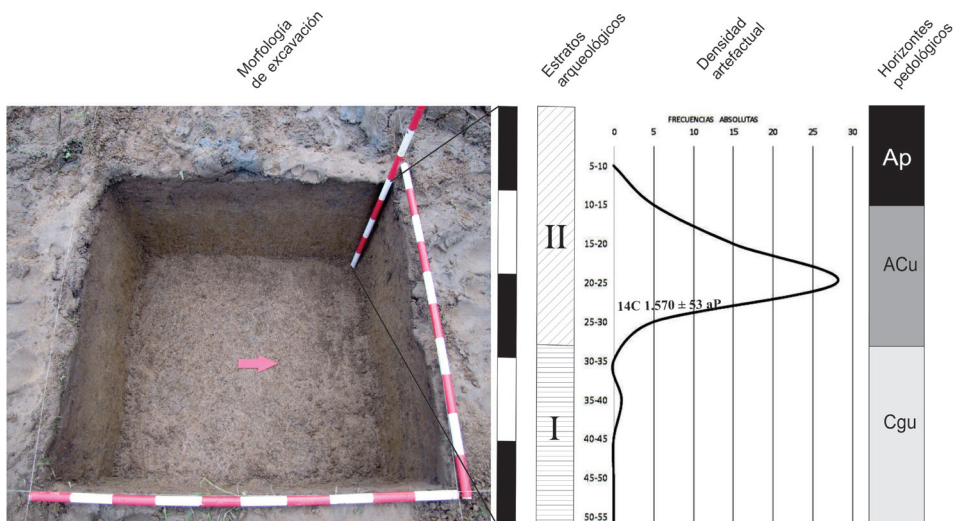 Morfología
de excavación
Estratos
arqueológicos
Densidad
artefactual
Horizontes
pedológicos
FRECUENCIAS ABSOLUTAS
0 5 10 15 20 25 30
5-10
10-15
15-20
20-25
25-30
30-35
35-40
40-45
45-50
50-55
14C 1.570 ± 53 aP
II
I
Ap
ACu
Cgu